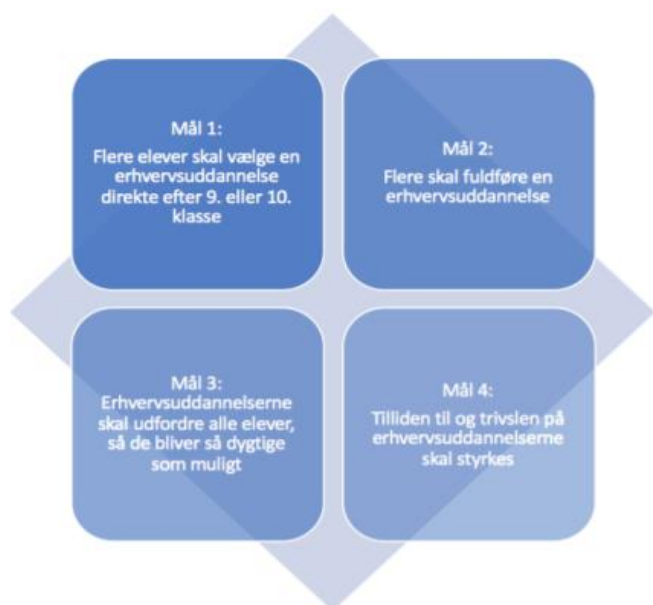 Mål 1:
Flere elever skal vælge en
erhvervsuddannelse
direkte efter 9. eller 10.
klasse
Mål 2:
Flere skal fuldføre en
erhvervsuddannelse
Mål 3:
Erhvervsuddannelserne
skal udfordre alle elever,
så de bliver så dygtige
som muligt
Mål 4:
Tilliden til og trivslen på
erhvervsuddannelserne
skal styrkes